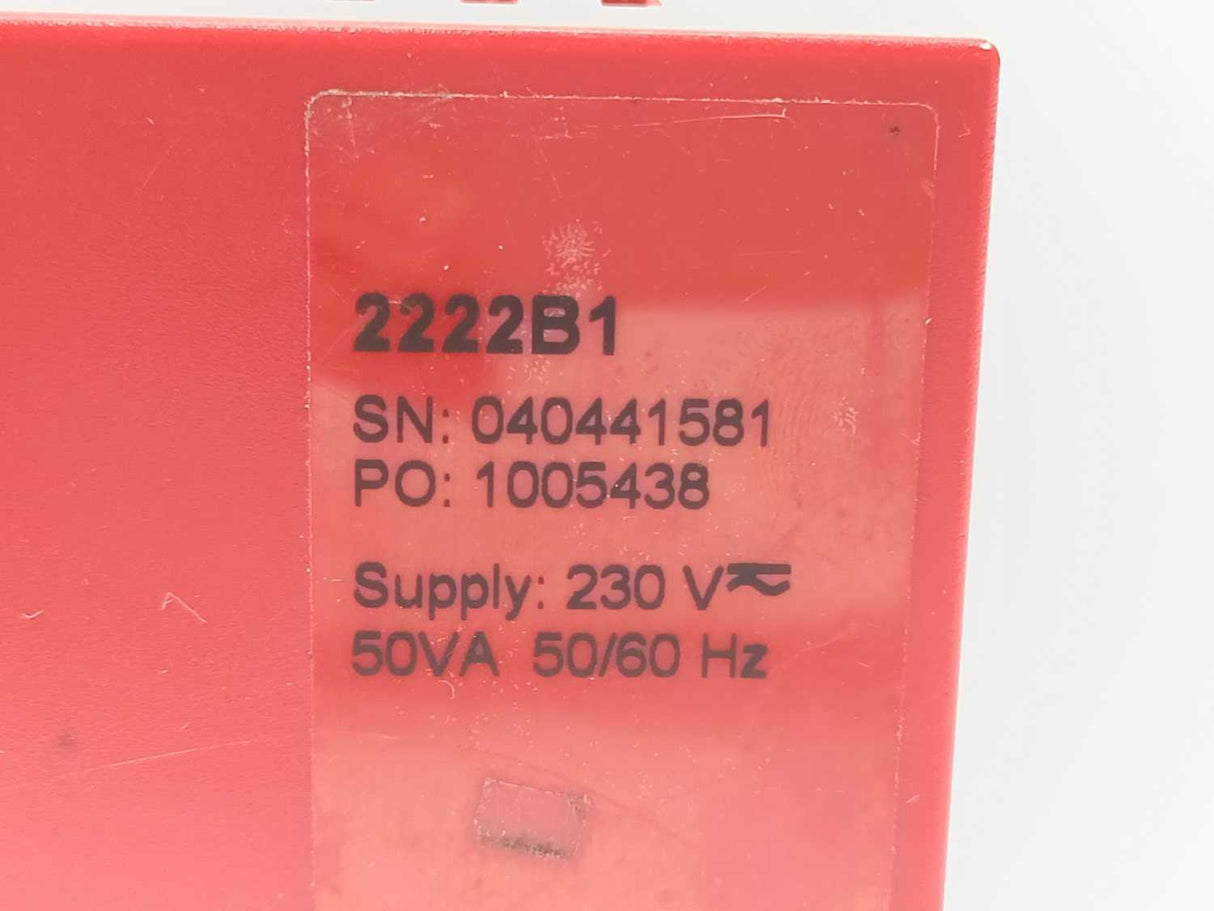 2222B1
SN: 040441581
PO: 1005438
Supply: 230 V
50VA 50/60 Hz